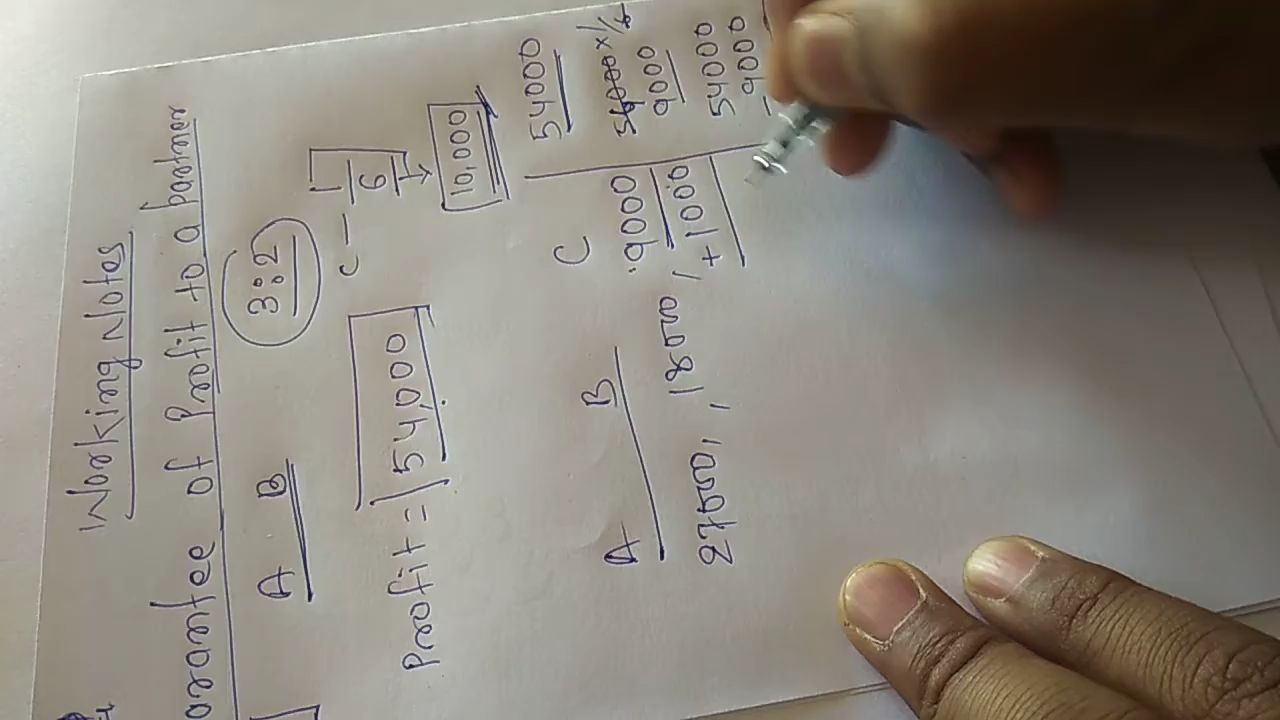 Working Notes
of Profit to a partner
A B 3:2
C — 1/6
10,000
Profit = 54,000
54000
A B C
54000 x 1/6
9000
27000, 18000, 9000
+1000
54000
- 9000